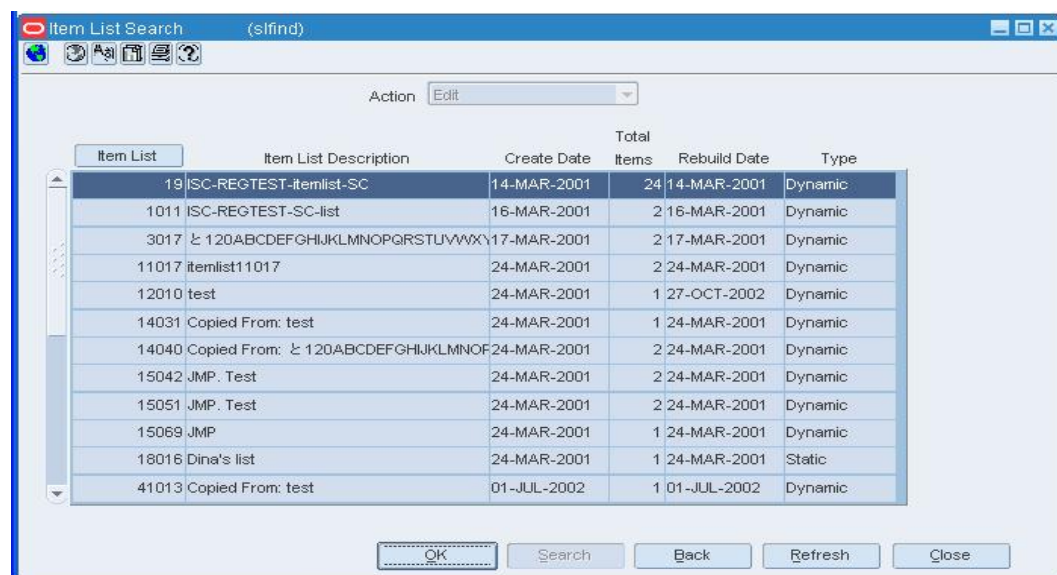 Item List Search (slfind)
Action Edit
Item List Item List Description Create Date Total Items Rebuild Date Type
19 ISC-REGTEST-itemlist-SC 14-MAR-2001 24 14-MAR-2001 Dynamic
1011 ISC-REGTEST-SC-list 16-MAR-2001 2 16-MAR-2001 Dynamic
3017 と120ABCDEFGHIJKLMNOPQRSTUVWXY 17-MAR-2001 2 17-MAR-2001 Dynamic
11017 itemlist11017 24-MAR-2001 2 24-MAR-2001 Dynamic
12010 test 24-MAR-2001 1 27-OCT-2002 Dynamic
14031 Copied From: test 24-MAR-2001 1 24-MAR-2001 Dynamic
14040 Copied From: と120ABCDEFGHIJKLMNOP 24-MAR-2001 2 24-MAR-2001 Dynamic
15042 JMP. Test 24-MAR-2001 2 24-MAR-2001 Dynamic
15051 JMP. Test 24-MAR-2001 2 24-MAR-2001 Dynamic
15069 JMP 24-MAR-2001 1 24-MAR-2001 Dynamic
18016 Dina's list 24-MAR-2001 1 24-MAR-2001 Static
41013 Copied From: test 01-JUL-2002 1 01-JUL-2002 Dynamic
OK Search Back Refresh Close